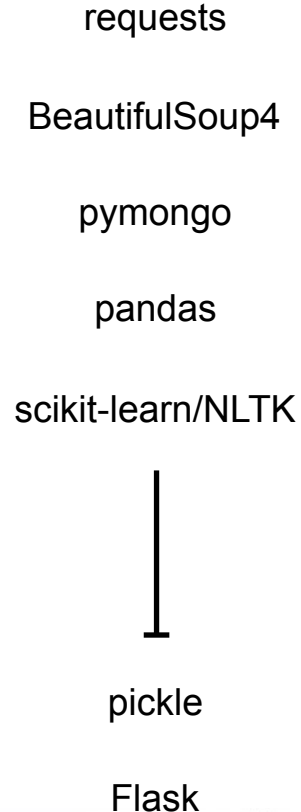 requests
BeautifulSoup4
pymongo
pandas
scikit-learn/NLTK
pickle
Flask